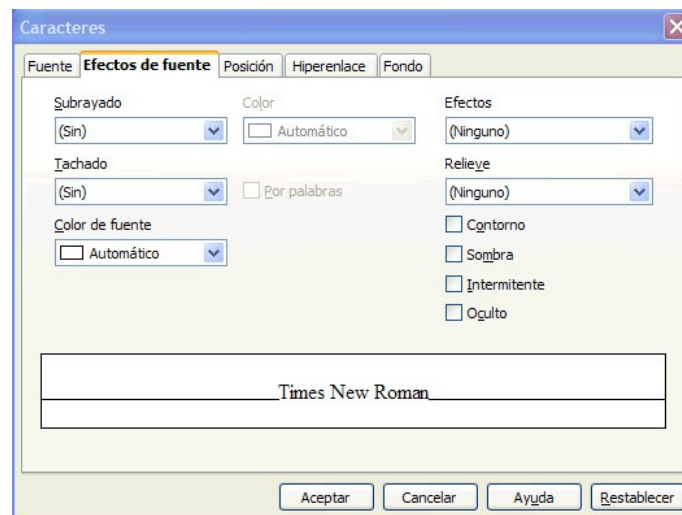 Caracteres
Fuente Efectos de fuente Posición Hiperenlace Fondo
Subrayado Color Efectos
(Sin) Automático (Ninguno)
Tachado Relieve
(Sin) Por palabras (Ninguno)
Color de fuente Contorno
Automático Sombra
Intermitente
Oculto
Times New Roman
Aceptar Cancelar Ayuda Restablecer